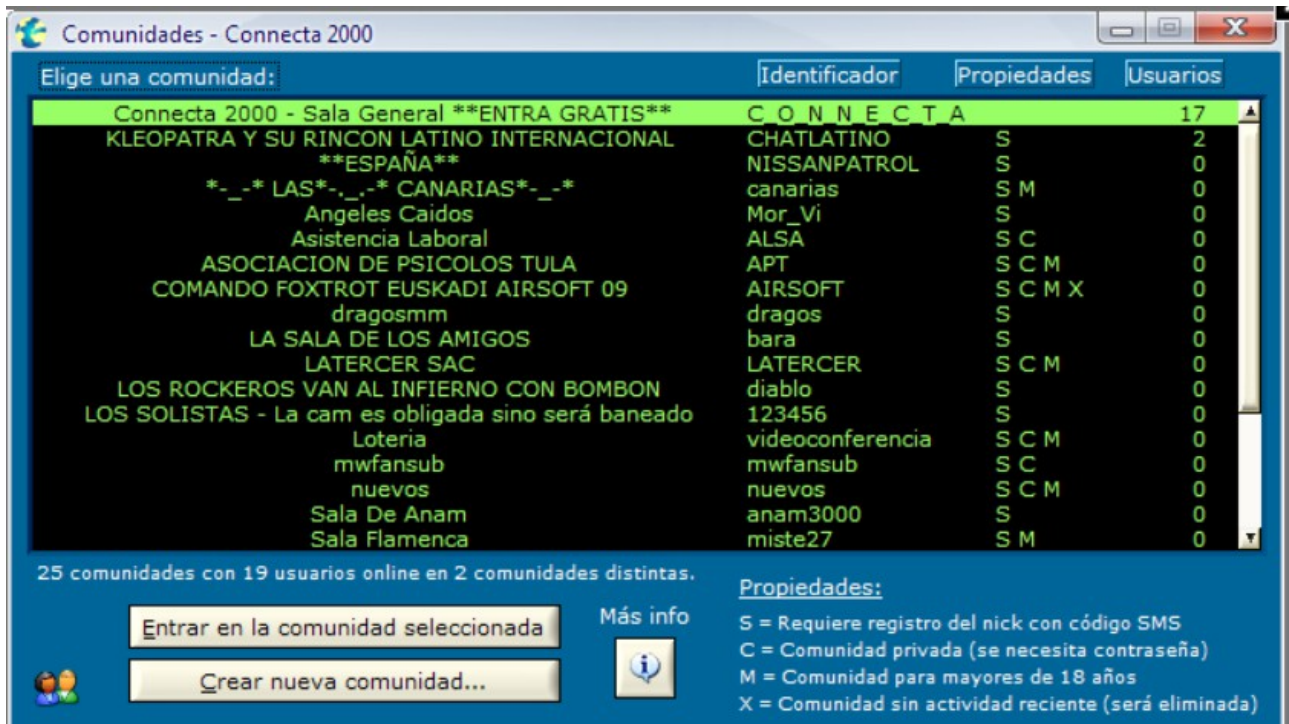 Comunidades - Connecta 2000
Elige una comunidad: Identificador Propiedades Usuarios
Connecta 2000 - Sala General **ENTRA GRATIS** C_O_N_N_E_C_T_A 17
KLEOPATRA Y SU RINCON LATINO INTERNACIONAL CHATLATINO S 2
**ESPAÑA** NISSANPATROL S 0
*-_-* LAS*-._.-* CANARIAS*-_-* canarias S M 0
Angeles Caidos Mor_Vi S 0
Asistencia Laboral ALSA S C 0
ASOCIACION DE PSICOLOS TULA APT S C M 0
COMANDO FOXTROT EUSKADI AIRSOFT 09 AIRSOFT S C M X 0
dragosmm dragos S 0
LA SALA DE LOS AMIGOS bara S 0
LATERCER SAC LATERCER S C M 0
LOS ROCKEROS VAN AL INFIERNO CON BOMBON diablo S 0
LOS SOLISTAS - La cam es obligada sino será baneado 123456 S 0
Loteria videoconferencia S C M 0
mwfansub mwfansub S C 0
nuevos nuevos S C M 0
Sala De Anam anam3000 S 0
Sala Flamenca miste27 S M 0
25 comunidades con 19 usuarios online en 2 comunidades distintas.
Entrar en la comunidad seleccionada
Crear nueva comunidad...
Más info
Propiedades:
S = Requiere registro del nick con código SMS
C = Comunidad privada (se necesita contraseña)
M = Comunidad para mayores de 18 años
X = Comunidad sin actividad reciente (será eliminada)